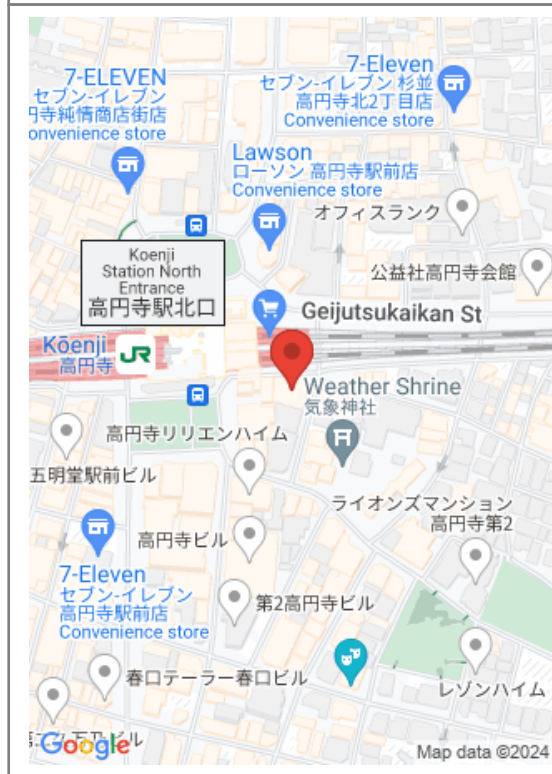 7-ELEVEN
セブン-イレブン
円寺純情商店街店
onvenience store
7-Eleven
セブン-イレブン 杉並
高円寺北2丁目店
Convenience store
Lawson
ローソン 高円寺駅前店
Convenience store
オフィスランク
公益社高円寺会館
Koenji
Station North
Entrance
高円寺駅北口
Geijutsukaikan St
Kōenji
高円寺
JR
Weather Shrine
気象神社
高円寺リリエンハイム
五明堂駅前ビル
ライオンズマンション
高円寺第2
高円寺ビル
7-Eleven
セブン-イレブン
高円寺駅前店
Convenience store
第2高円寺ビル
春口テーラー春口ビル
レゾンハイム
ビル
Google
Map data ©2024